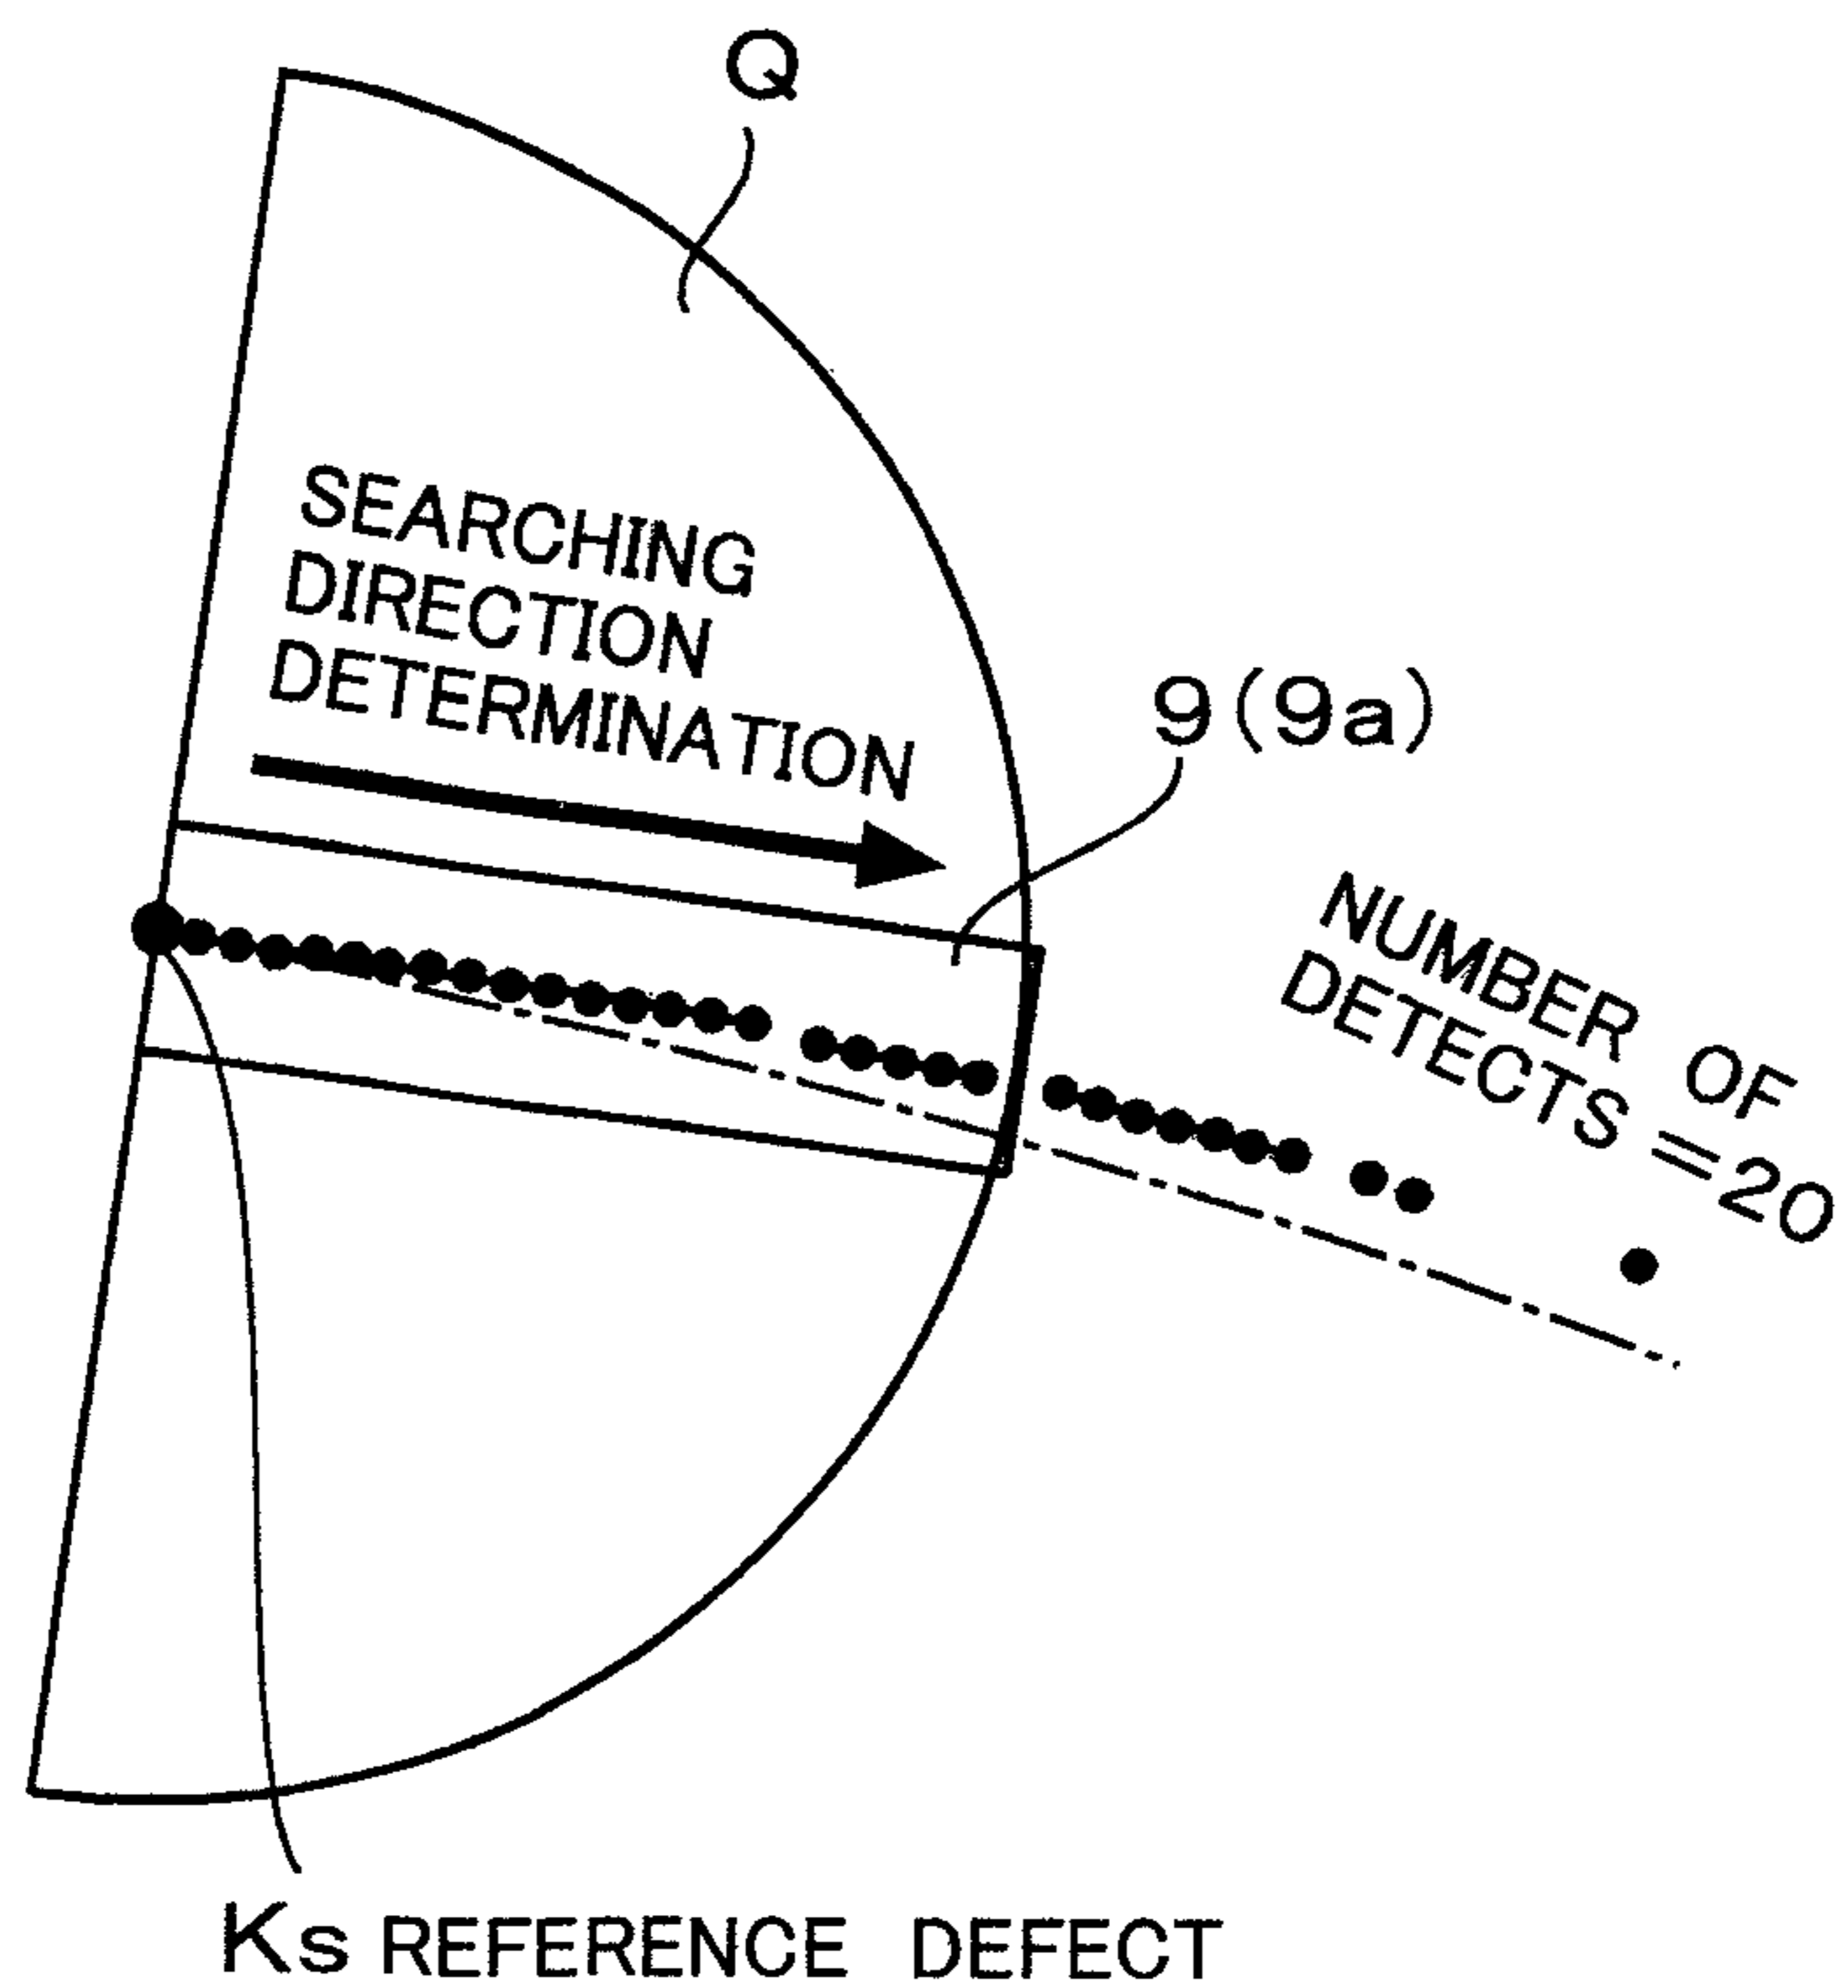 Q
SEARCHING
DIRECTION
DETERMINATION
9(9a)
NUMBER OF
DETECTS=20
Ks REFERENCE DEFECT